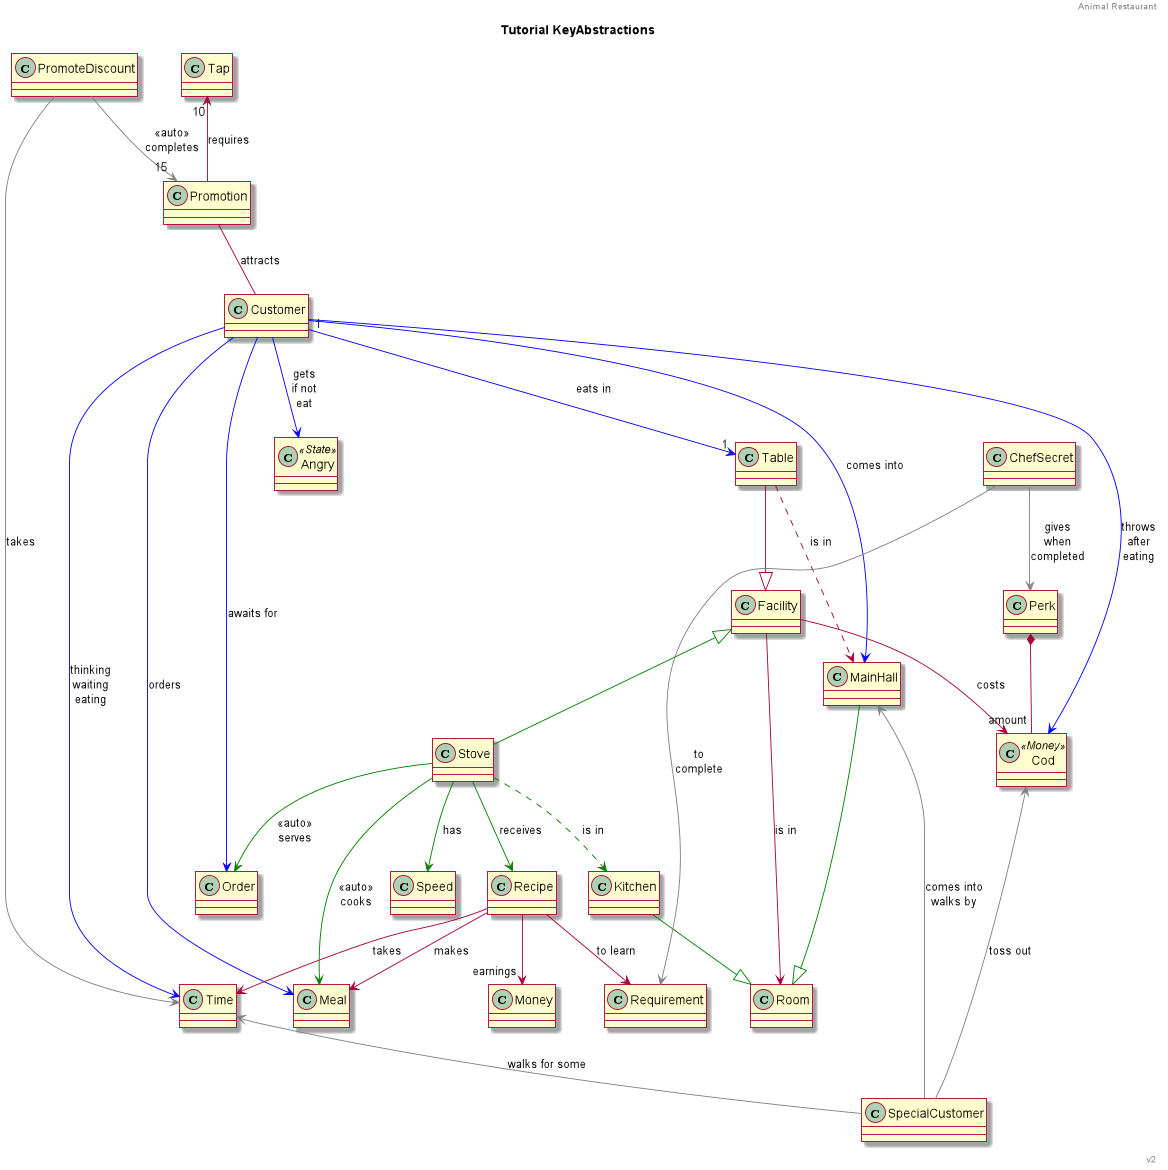 Animal Restaurant
Tutorial KeyAbstractions
C PromoteDiscount
C Tap
10
«auto»
completes
requires
15
C Promotion
attracts
C Customer
1
gets
if not
eat
eats in
C «State»
Angry
1
C Table
comes into
C ChefSecret
takes
is in
gives
when
completed
throws
after
eating
C Facility
C Perk
awaits for
thinking
waiting
eating
orders
C MainHall
costs
amount
C Stove
to
complete
C «Money»
Cod
«auto»
serves
has
receives
is in
is in
C Order
«auto»
cooks
C Speed
C Recipe
C Kitchen
comes into
walks by
takes
makes
earnings
to learn
toss out
C Time
C Meal
C Money
C Requirement
C Room
walks for some
C SpecialCustomer
v2